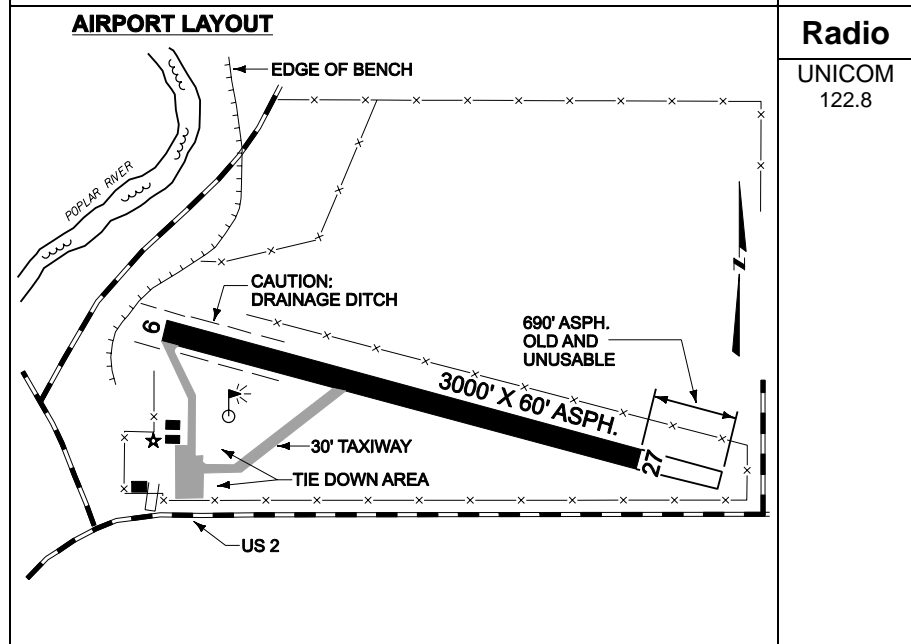 AIRPORT LAYOUT
Radio
UNICOM
122.8
EDGE OF BENCH
POPLAR RIVER
N
CAUTION:
DRAINAGE DITCH
6
690' ASPH.
OLD AND
UNUSABLE
3000' X 60' ASPH.
27
30' TAXIWAY
TIE DOWN AREA
US 2